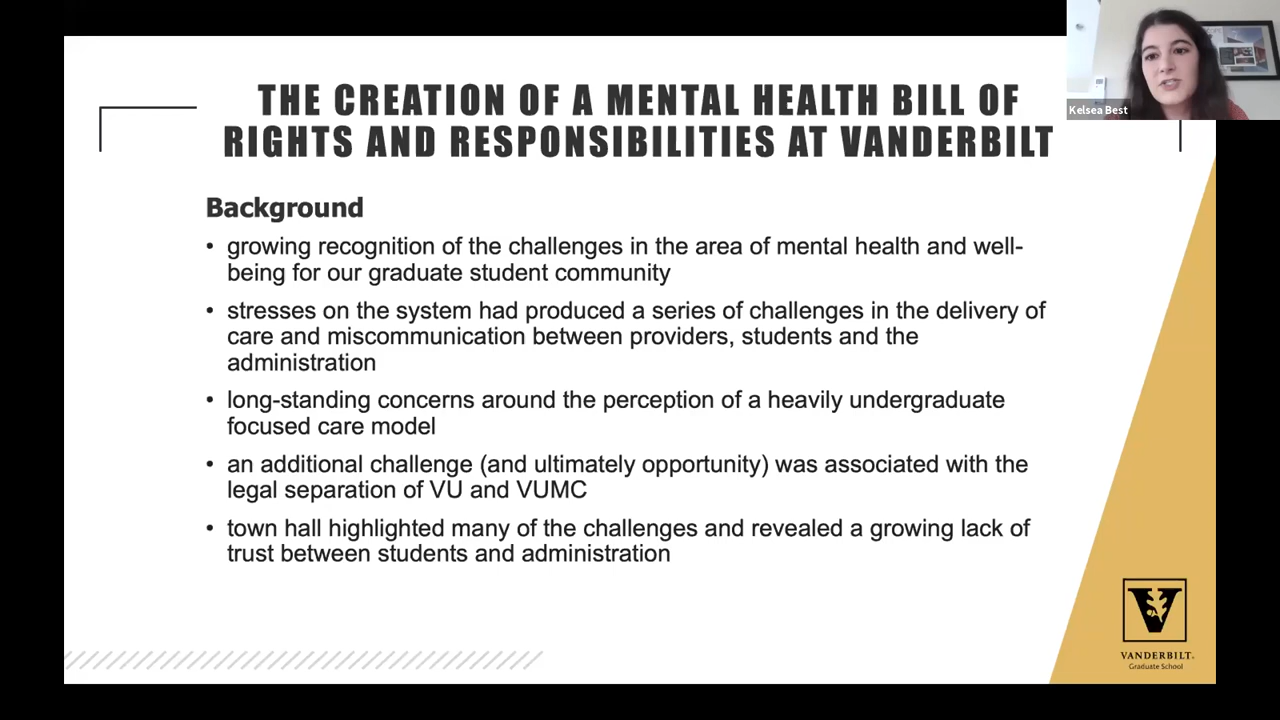 THE CREATION OF A MENTAL HEALTH BILL OF
RIGHTS AND RESPONSIBILITIES AT VANDERBILT
Kelsea Best
Background
• growing recognition of the challenges in the area of mental health and well-
being for our graduate student community
• stresses on the system had produced a series of challenges in the delivery of
care and miscommunication between providers, students and the
administration
• long-standing concerns around the perception of a heavily undergraduate
focused care model
• an additional challenge (and ultimately opportunity) was associated with the
legal separation of VU and VUMC
• town hall highlighted many of the challenges and revealed a growing lack of
trust between students and administration
V
VANDERBILT®
Graduate School